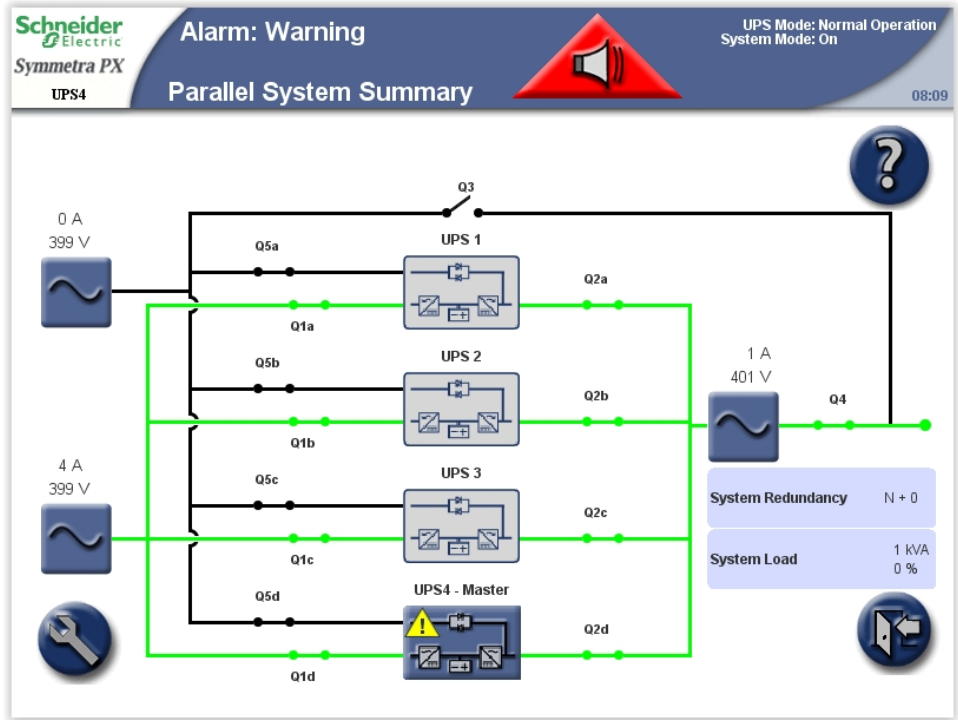 Schneider
Electric
Symmetra PX
UPS4
Alarm: Warning
Parallel System Summary
UPS Mode: Normal Operation
System Mode: On
08:09
?
Q3
0 A
399 V
Q5a
UPS 1
Q2a
Q1a
Q5b
UPS 2
Q2b
Q1b
1 A
401 V
Q4
4 A
399 V
Q5c
UPS 3
Q2c
Q1c
System Redundancy N + 0
System Load 1 kVA
0 %
Q5d
UPS4 - Master
!
Q2d
Q1d